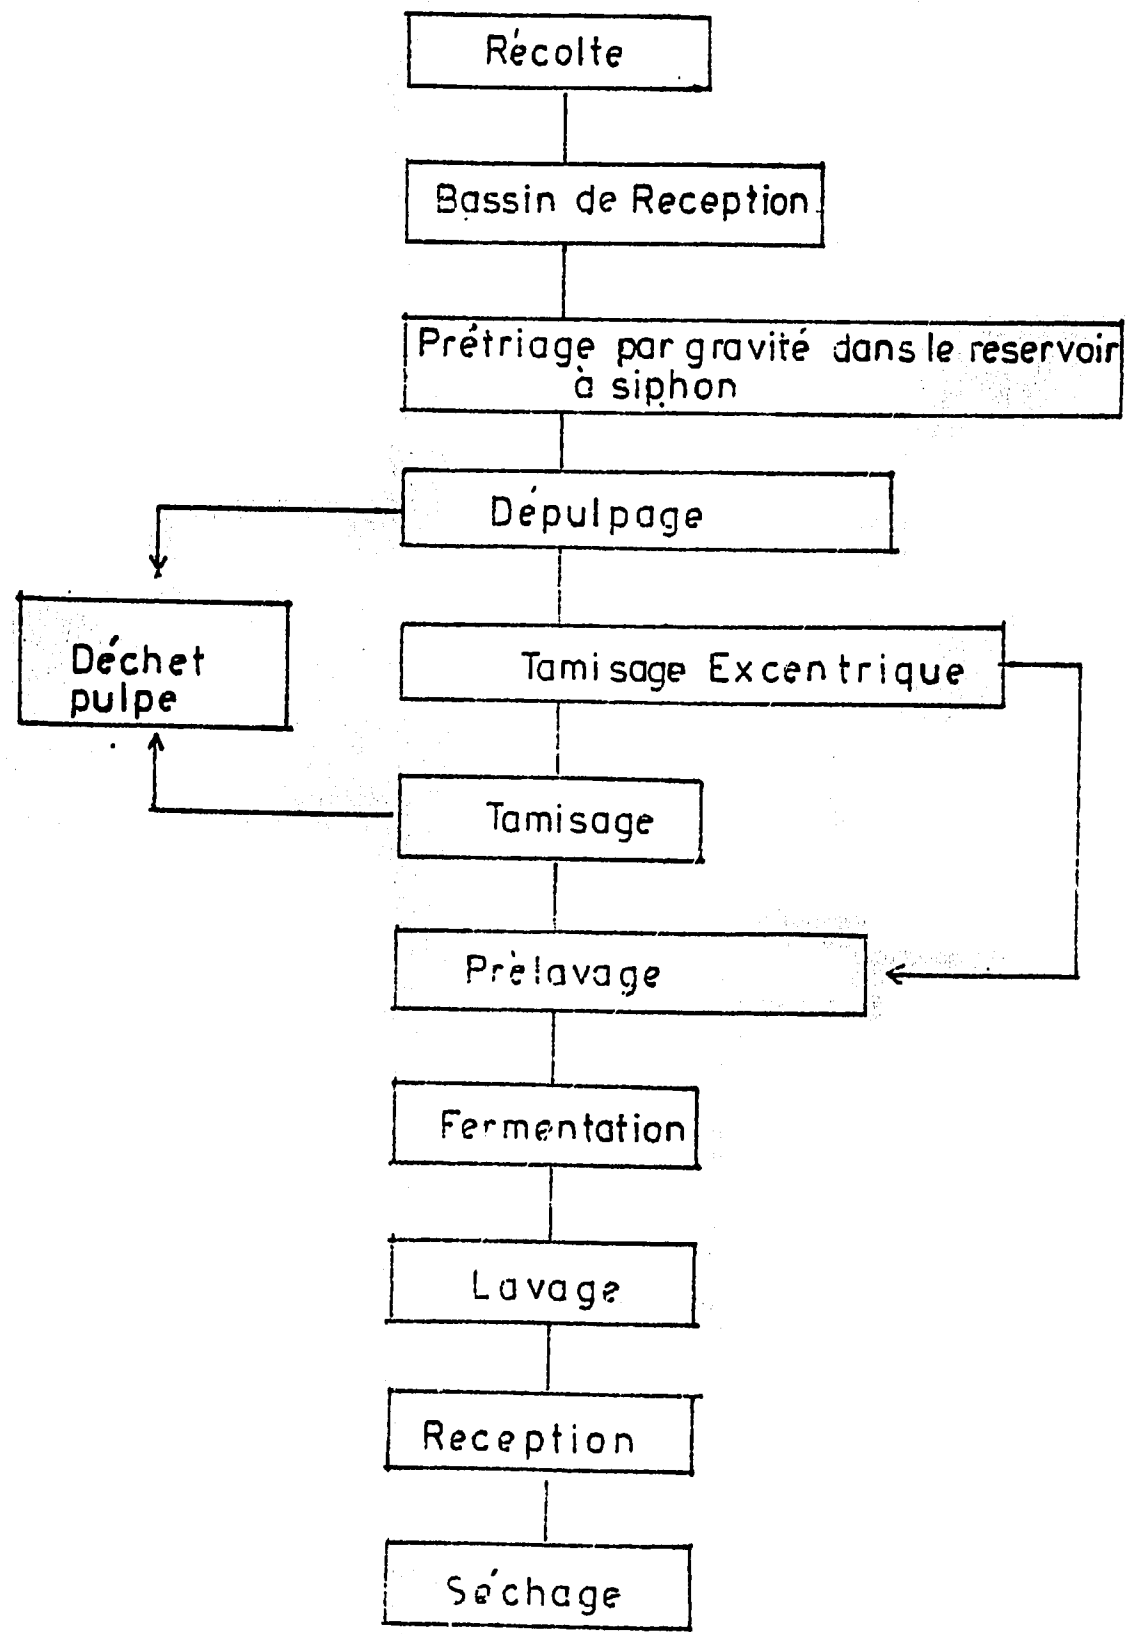 Récolte
Bassin de Reception
Prétriage par gravité dans le reservoir
à siphon
Dépulpage
Déchet
pulpe
Tamisage Excentrique
Tamisage
Prèlavage
Fermentation
Lavage
Reception
Séchage